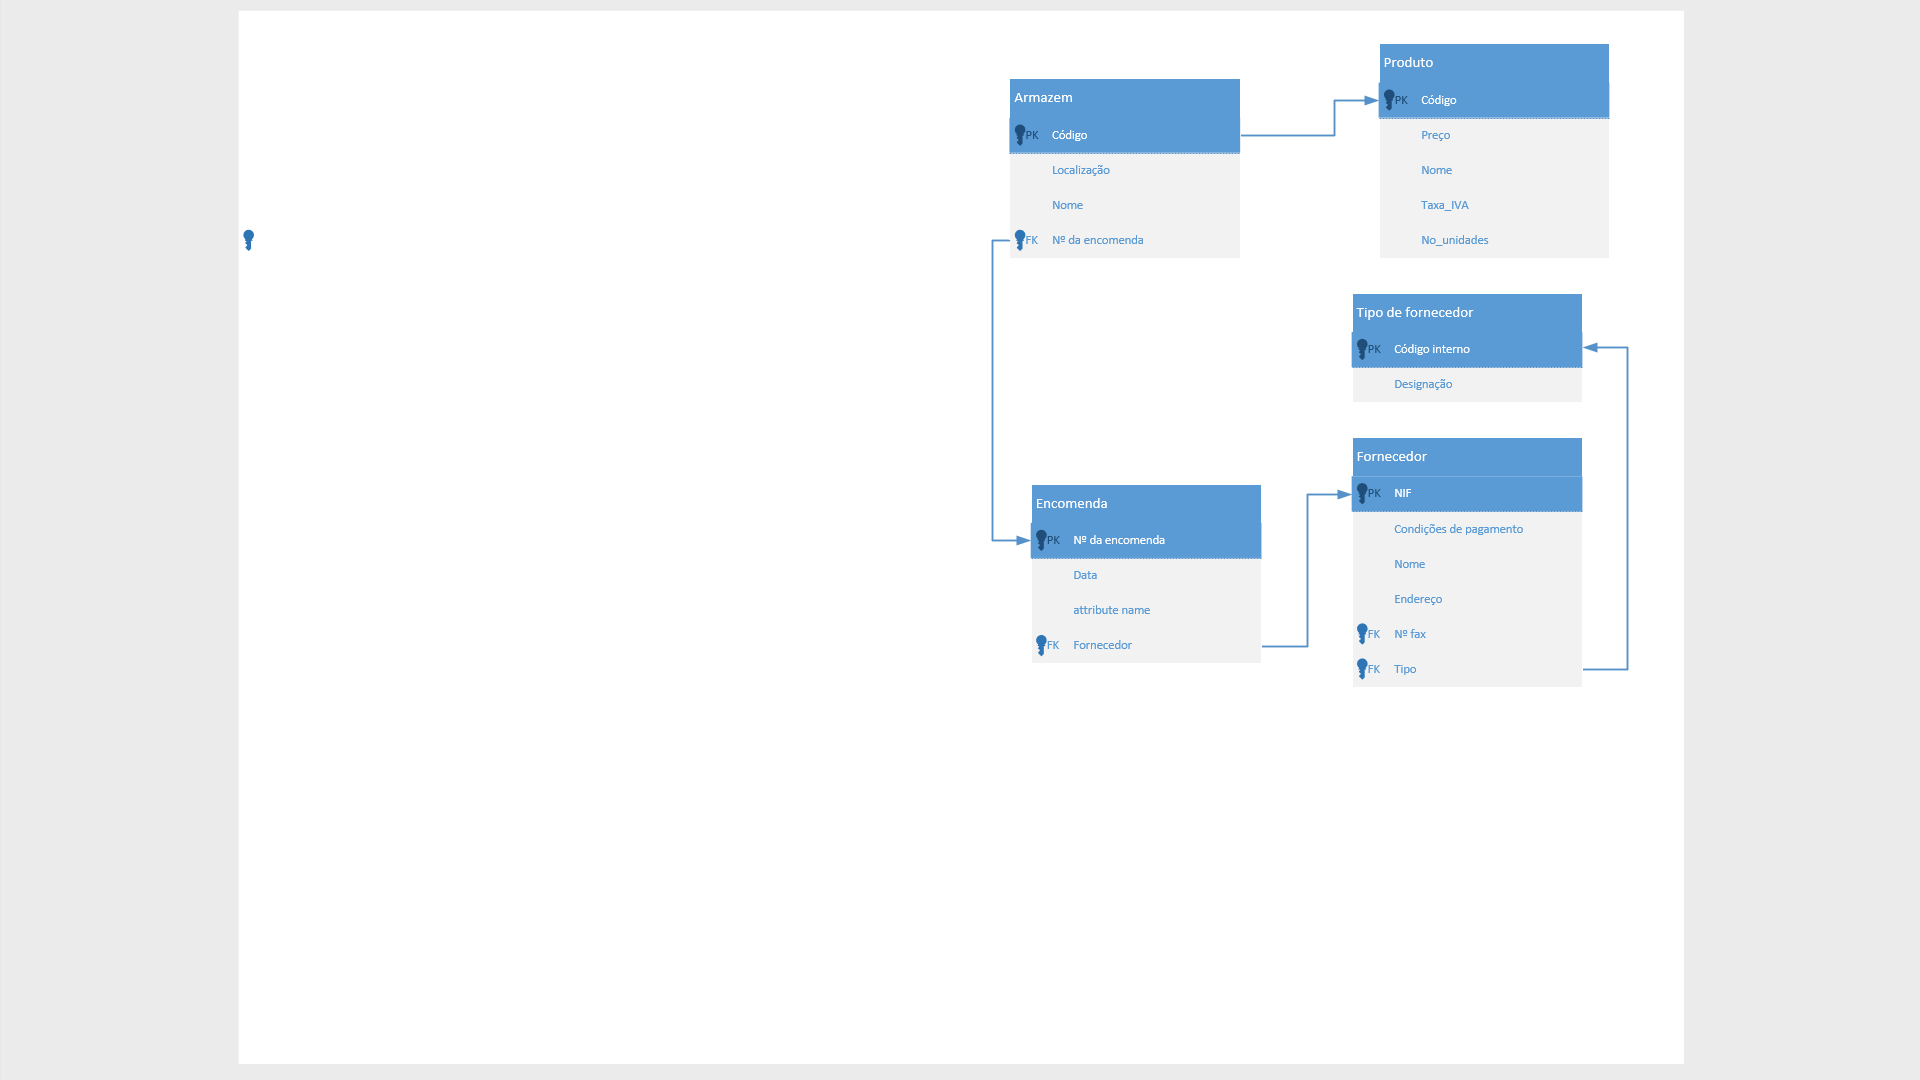 Armazem
PK Código
Localização
Nome
FK Nº da encomenda
Produto
PK Código
Preço
Nome
Taxa_IVA
No_unidades
Tipo de fornecedor
PK Código interno
Designação
Encomenda
PK Nº da encomenda
Data
attribute name
FK Fornecedor
Fornecedor
PK NIF
Condições de pagamento
Nome
Endereço
FK Nº fax
FK Tipo